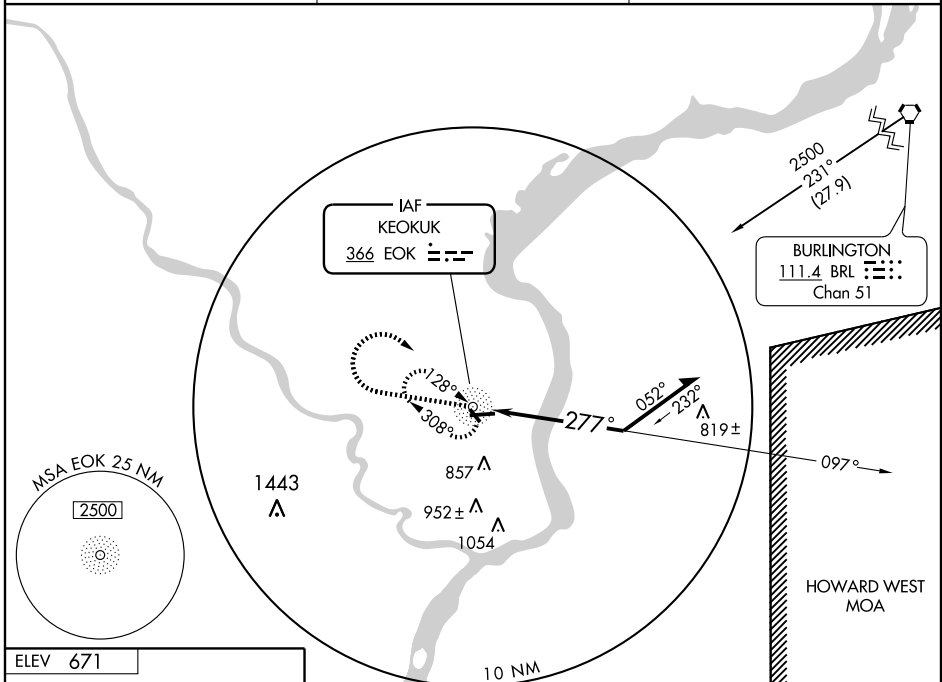 2500
231°
(27.9)
IAF
KEOKUK
366 EOK
BURLINGTON
111.4 BRL
Chan 51
128°
308°
277°
052°
232°
819±
097°
857
952±
1054
1443
MSA EOK 25 NM
2500
HOWARD WEST
MOA
ELEV 671
10 NM